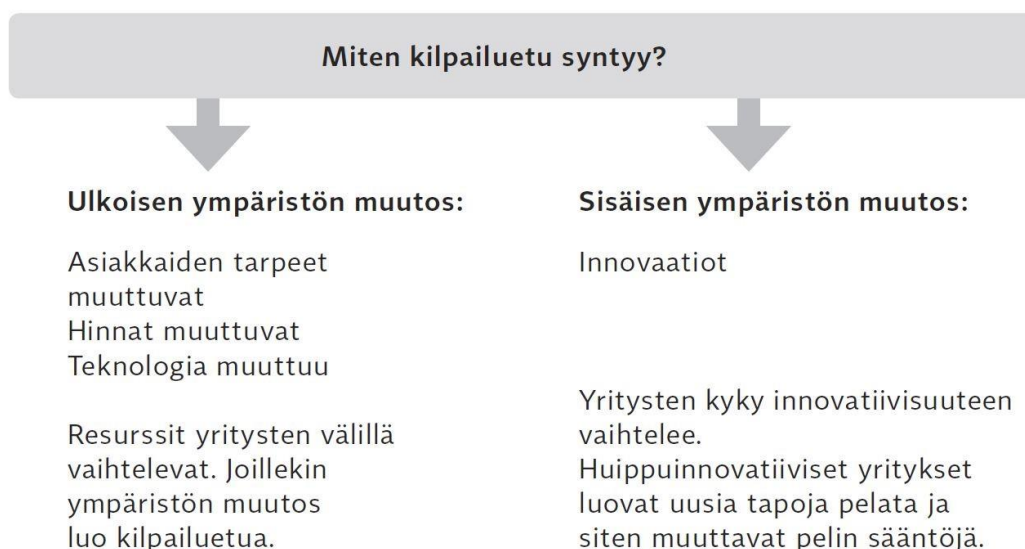 Miten kilpailuetu syntyy?
Ulkoisen ympäristön muutos:
Asiakkaiden tarpeet
muuttuvat
Hinnat muuttuvat
Teknologia muuttuu
Resurssit yritysten välillä
vaihtelevat. Joillekin
ympäristön muutos
luo kilpailuetua.
Sisäisen ympäristön muutos:
Innovaatiot
Yritysten kyky innovatiivisuuteen
vaihtelee.
Huippuinnovatiiviset yritykset
luovat uusia tapoja pelata ja
siten muuttavat pelin sääntöjä.